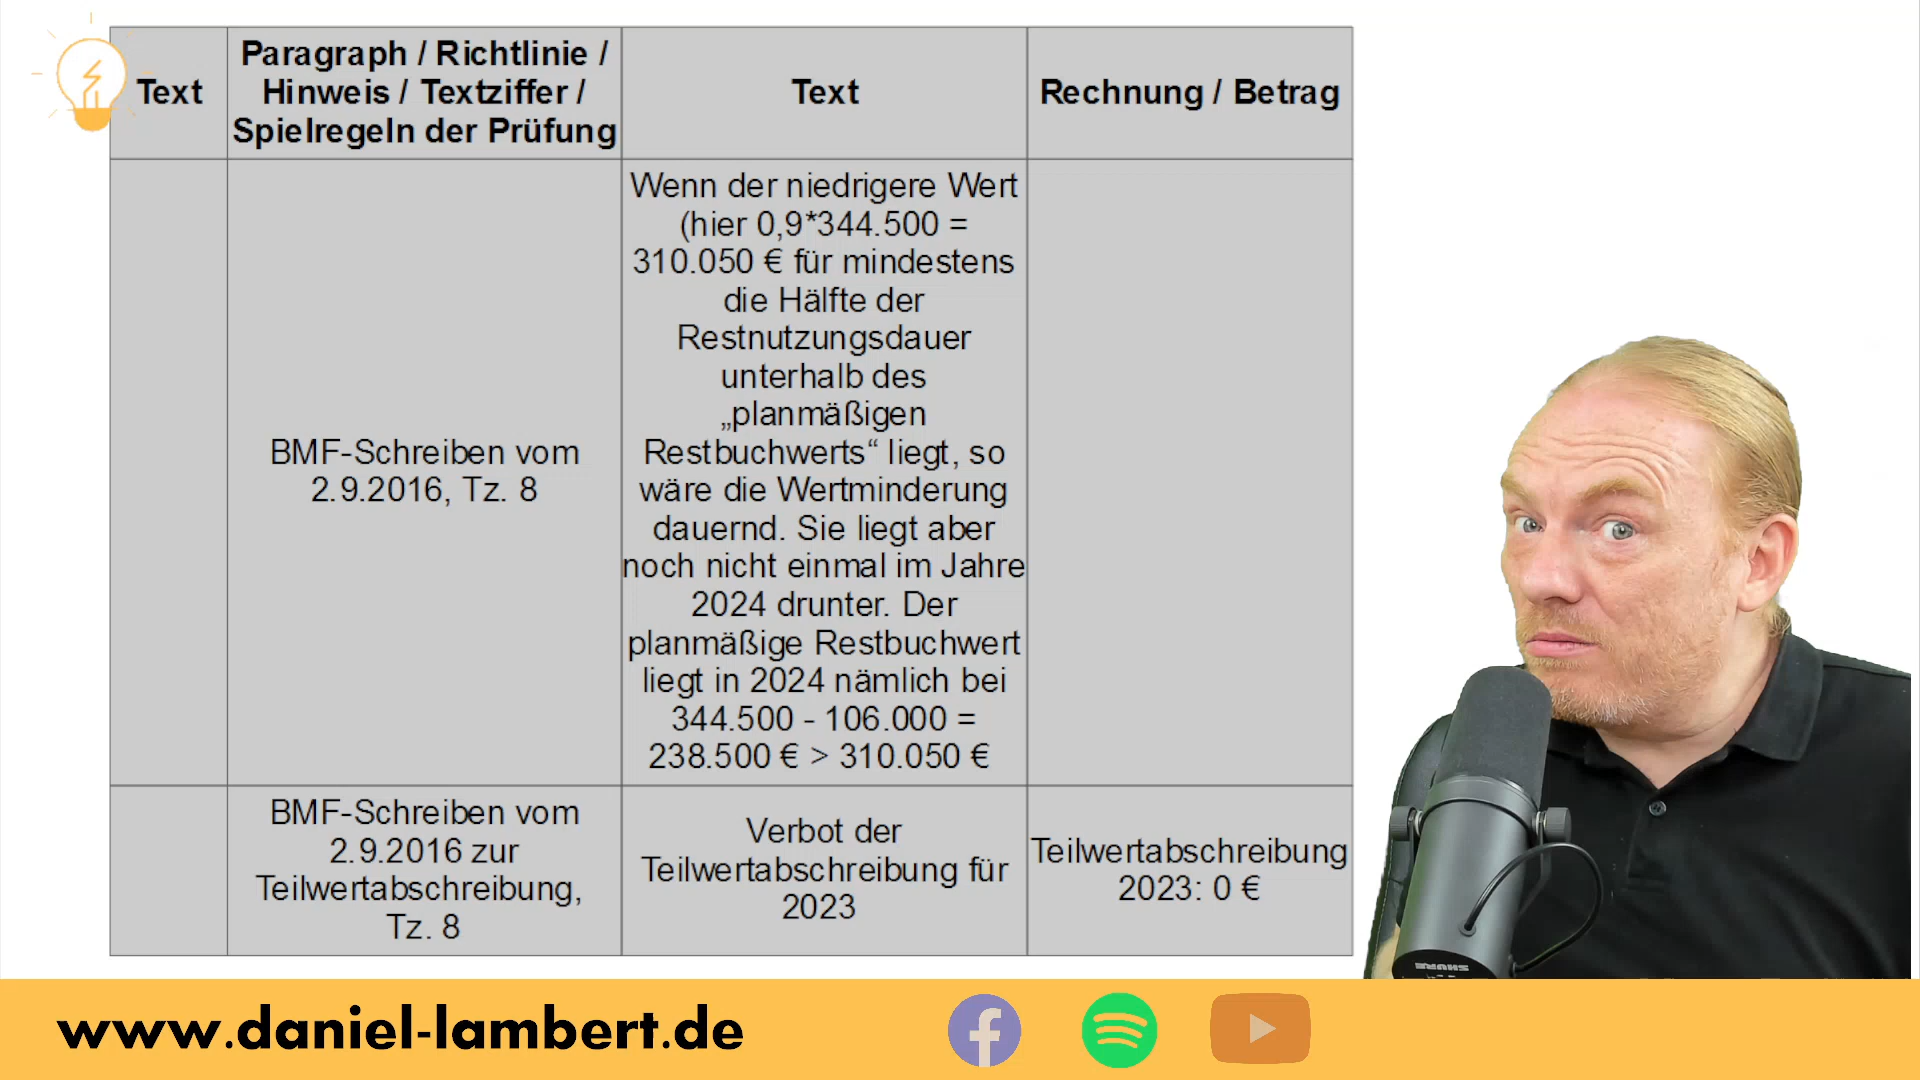 Text
Paragraph / Richtlinie /
Hinweis / Textziffer /
Spielregeln der Prüfung
Text
Rechnung / Betrag
BMF-Schreiben vom
2.9.2016, Tz. 8
Wenn der niedrigere Wert
(hier 0,9*344.500 =
310.050 € für mindestens
die Hälfte der
Restnutzungsdauer
unterhalb des
„planmäßigen
Restbuchwerts“ liegt, so
wäre die Wertminderung
dauernd. Sie liegt aber
noch nicht einmal im Jahre
2024 drunter. Der
planmäßige Restbuchwert
liegt in 2024 nämlich bei
344.500 - 106.000 =
238.500 € > 310.050 €
BMF-Schreiben vom
2.9.2016 zur
Teilwertabschreibung,
Tz. 8
Verbot der
Teilwertabschreibung für
2023
Teilwertabschreibung
2023: 0 €
SHURE
www.daniel-lambert.de